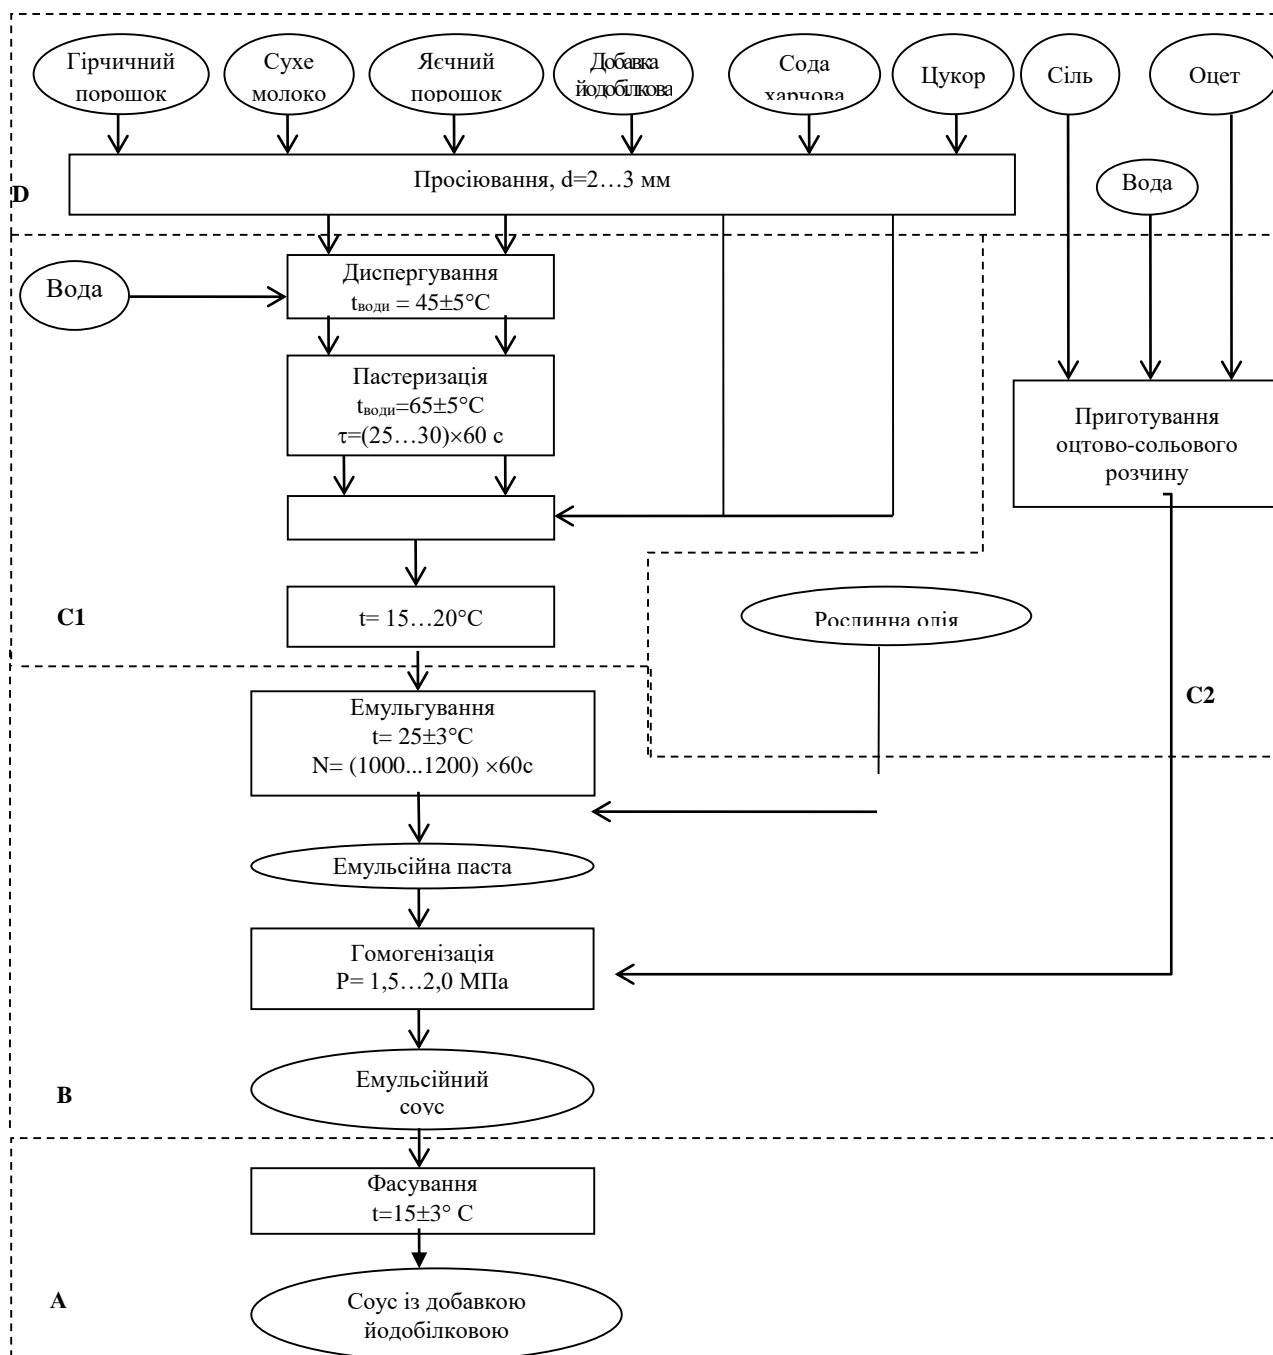 Гірчичний
порошок
Сухе
молоко
Яєчний
порошок
Добавка
йодобілкова
Сода
харчова
Цукор
Сіль
Оцет
Просіювання, d=2…3 мм
D
Вода
Диспергування
tводи = 45±5°C
Вода
Пастеризація
tводи=65±5°C
τ=(25…30)×60 с
Приготування
оцтово-сольового
розчину
C1
t= 15…20°C
Рослинна олія
C2
Емульгування
t= 25±3°C
N= (1000...1200) ×60с
Емульсійна паста
Гомогенізація
P= 1,5…2,0 МПа
Емульсійний
соус
B
Фасування
t=15±3° C
A
Соус із добавкою
йодобілковою